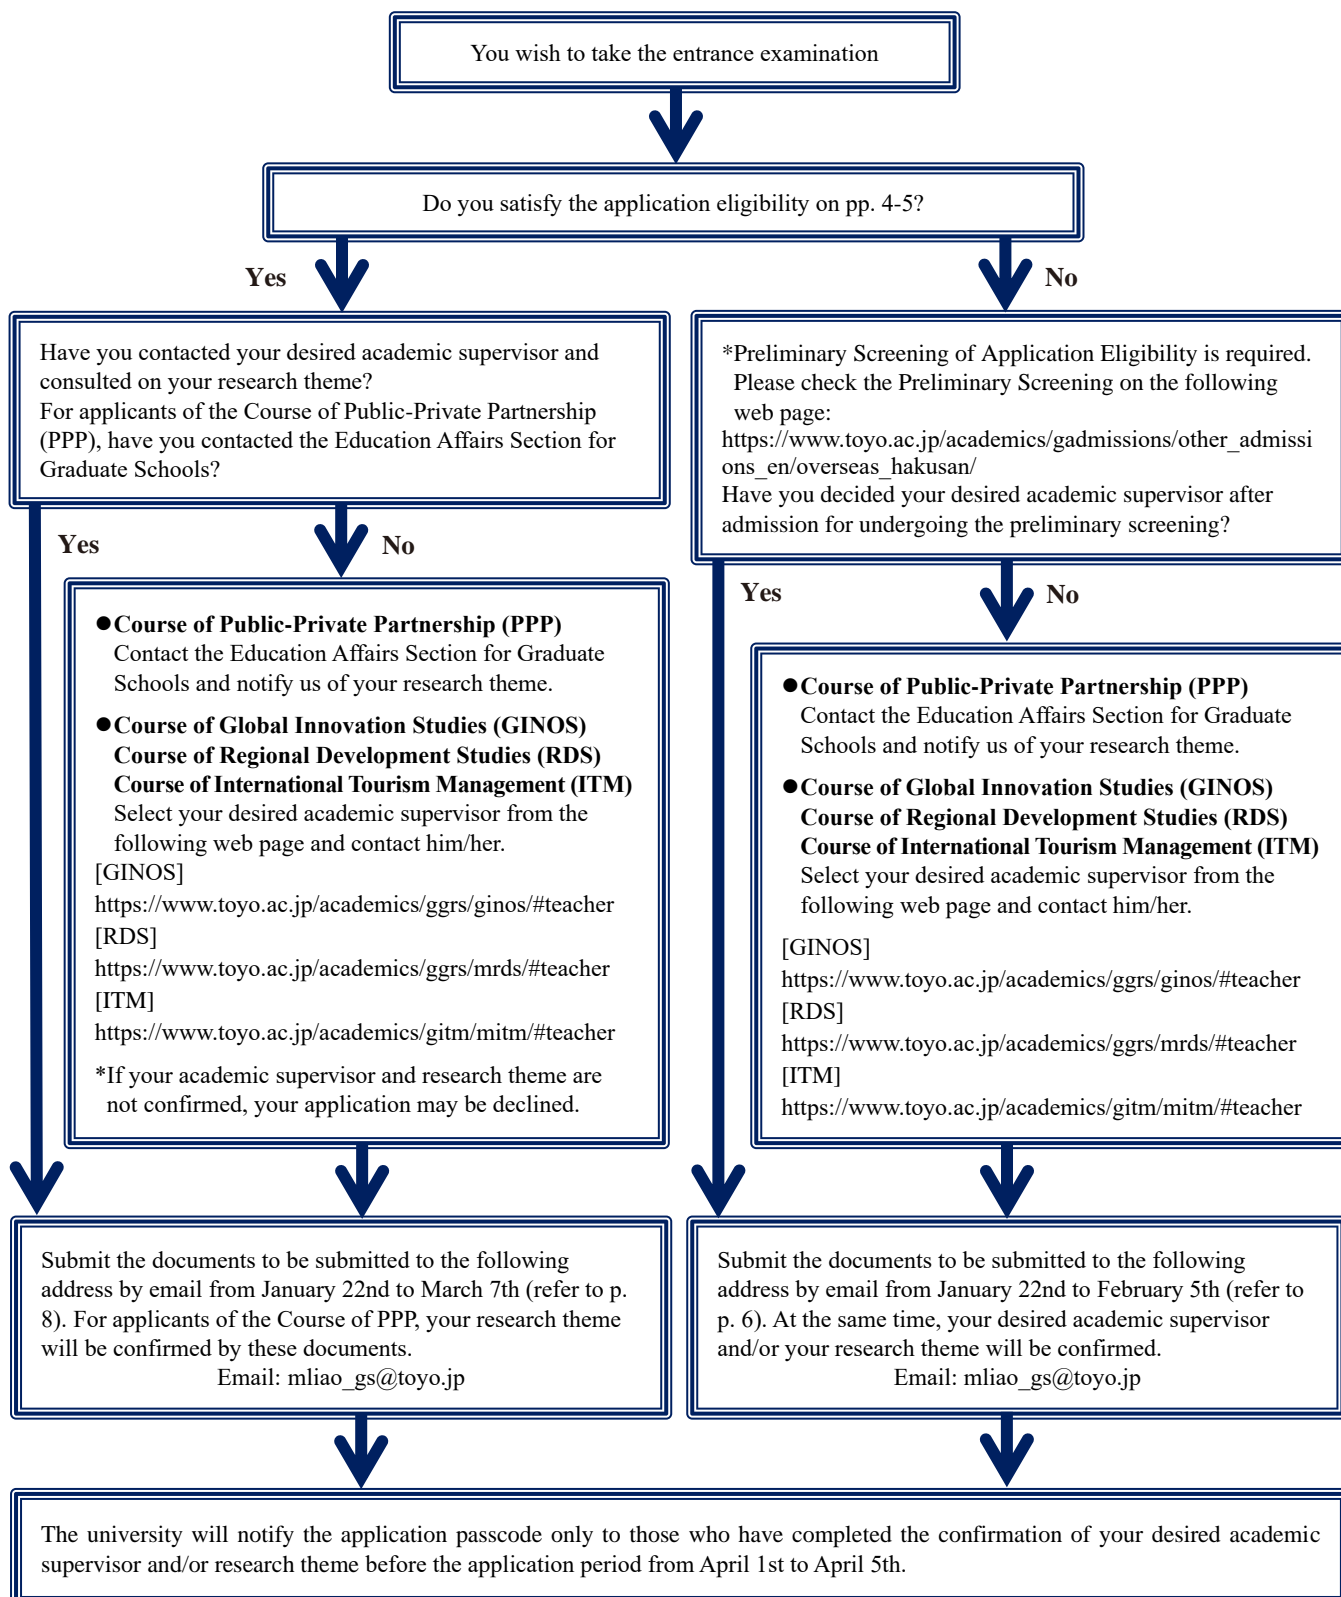 You wish to take the entrance examination
Do you satisfy the application eligibility on pp. 4-5?
Yes
No
Have you contacted your desired academic supervisor and
consulted on your research theme?
For applicants of the Course of Public-Private Partnership
(PPP), have you contacted the Education Affairs Section for
Graduate Schools?
*Preliminary Screening of Application Eligibility is required.
Please check the Preliminary Screening on the following
web page:
https://www.toyo.ac.jp/academics/gadmissions/other_admissi
ons_en/overseas_hakusan/
Have you decided your desired academic supervisor after
admission for undergoing the preliminary screening?
Yes
No
Yes
No
●Course of Public-Private Partnership (PPP)
Contact the Education Affairs Section for Graduate
Schools and notify us of your research theme.
●Course of Global Innovation Studies (GINOS)
Course of Regional Development Studies (RDS)
Course of International Tourism Management (ITM)
Select your desired academic supervisor from the
following web page and contact him/her.
[GINOS]
https://www.toyo.ac.jp/academics/ggrs/ginos/#teacher
[RDS]
https://www.toyo.ac.jp/academics/ggrs/mrds/#teacher
[ITM]
https://www.toyo.ac.jp/academics/gitm/mitm/#teacher
*If your academic supervisor and research theme are
not confirmed, your application may be declined.
●Course of Public-Private Partnership (PPP)
Contact the Education Affairs Section for Graduate
Schools and notify us of your research theme.
●Course of Global Innovation Studies (GINOS)
Course of Regional Development Studies (RDS)
Course of International Tourism Management (ITM)
Select your desired academic supervisor from the
following web page and contact him/her.
[GINOS]
https://www.toyo.ac.jp/academics/ggrs/ginos/#teacher
[RDS]
https://www.toyo.ac.jp/academics/ggrs/mrds/#teacher
[ITM]
https://www.toyo.ac.jp/academics/gitm/mitm/#teacher
Submit the documents to be submitted to the following
address by email from January 22nd to March 7th (refer to p.
8). For applicants of the Course of PPP, your research theme
will be confirmed by these documents.
Email: mliao_gs@toyo.jp
Submit the documents to be submitted to the following
address by email from January 22nd to February 5th (refer to
p. 6). At the same time, your desired academic supervisor
and/or your research theme will be confirmed.
Email: mliao_gs@toyo.jp
The university will notify the application passcode only to those who have completed the confirmation of your desired academic
supervisor and/or research theme before the application period from April 1st to April 5th.